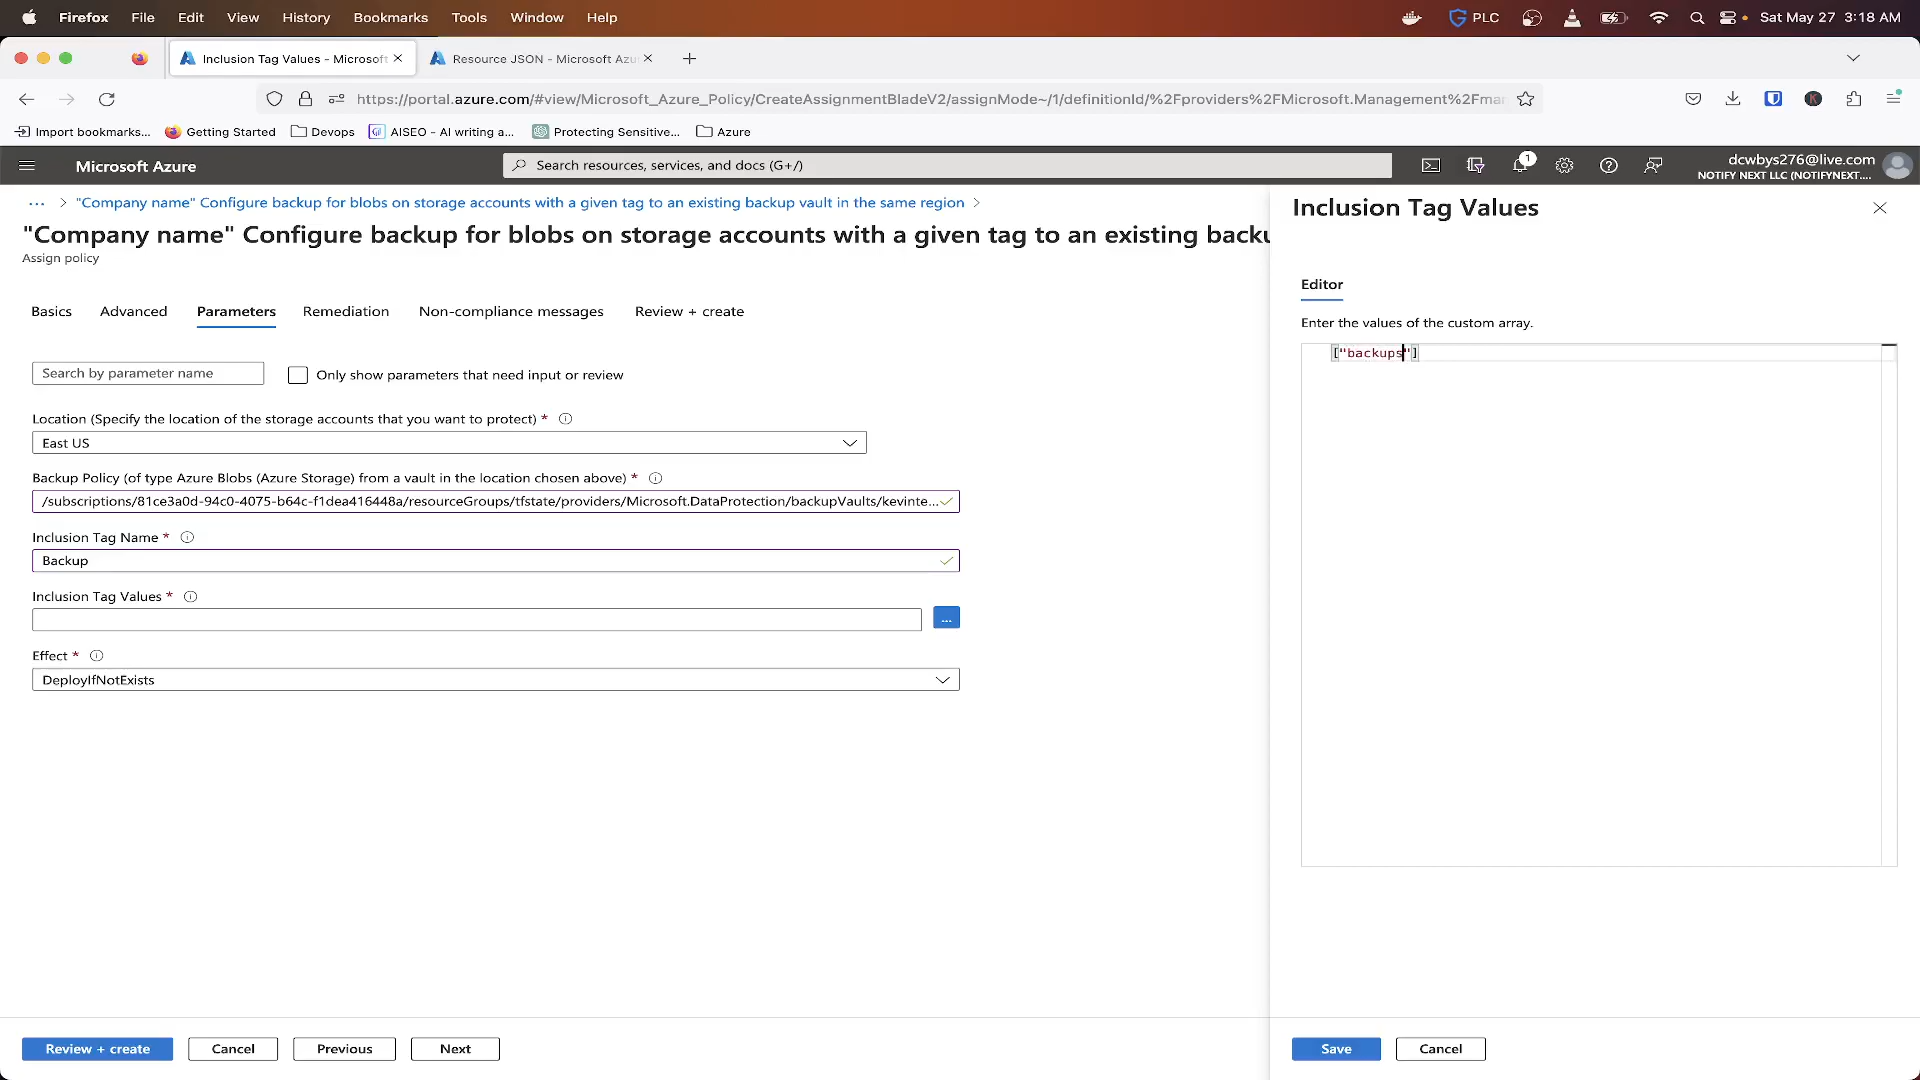 Firefox File Edit View History Bookmarks Tools Window Help PLC Sat May 27 3:18 AM
Inclusion Tag Values - Microsoft Resource JSON - Microsoft Azu
https://portal.azure.com/#view/Microsoft_Azure_Policy/CreateAssignmentBladeV2/assignMode~/1/definitionId/%2Fproviders%2FMicrosoft.Management%2Fmar
Import bookmarks... Getting Started Devops AISEO - AI writing a... Protecting Sensitive... Azure
Microsoft Azure Search resources, services, and docs (G+/) 1 dcwbys276@live.com
NOTIFY NEXT LLC (NOTIFYNEXT....
... > "Company name" Configure backup for blobs on storage accounts with a given tag to an existing backup vault in the same region >
"Company name" Configure backup for blobs on storage accounts with a given tag to an existing backu
Assign policy
Basics Advanced Parameters Remediation Non-compliance messages Review + create
Search by parameter name Only show parameters that need input or review
Location (Specify the location of the storage accounts that you want to protect) *
East US
Backup Policy (of type Azure Blobs (Azure Storage) from a vault in the location chosen above) *
/subscriptions/81ce3a0d-94c0-4075-b64c-f1dea416448a/resourceGroups/tfstate/providers/Microsoft.DataProtection/backupVaults/kevinte...
Inclusion Tag Name *
Backup
Inclusion Tag Values *
...
Effect *
DeployIfNotExists
Review + create Cancel Previous Next
Inclusion Tag Values
Editor
Enter the values of the custom array.
["backups"]
Save Cancel